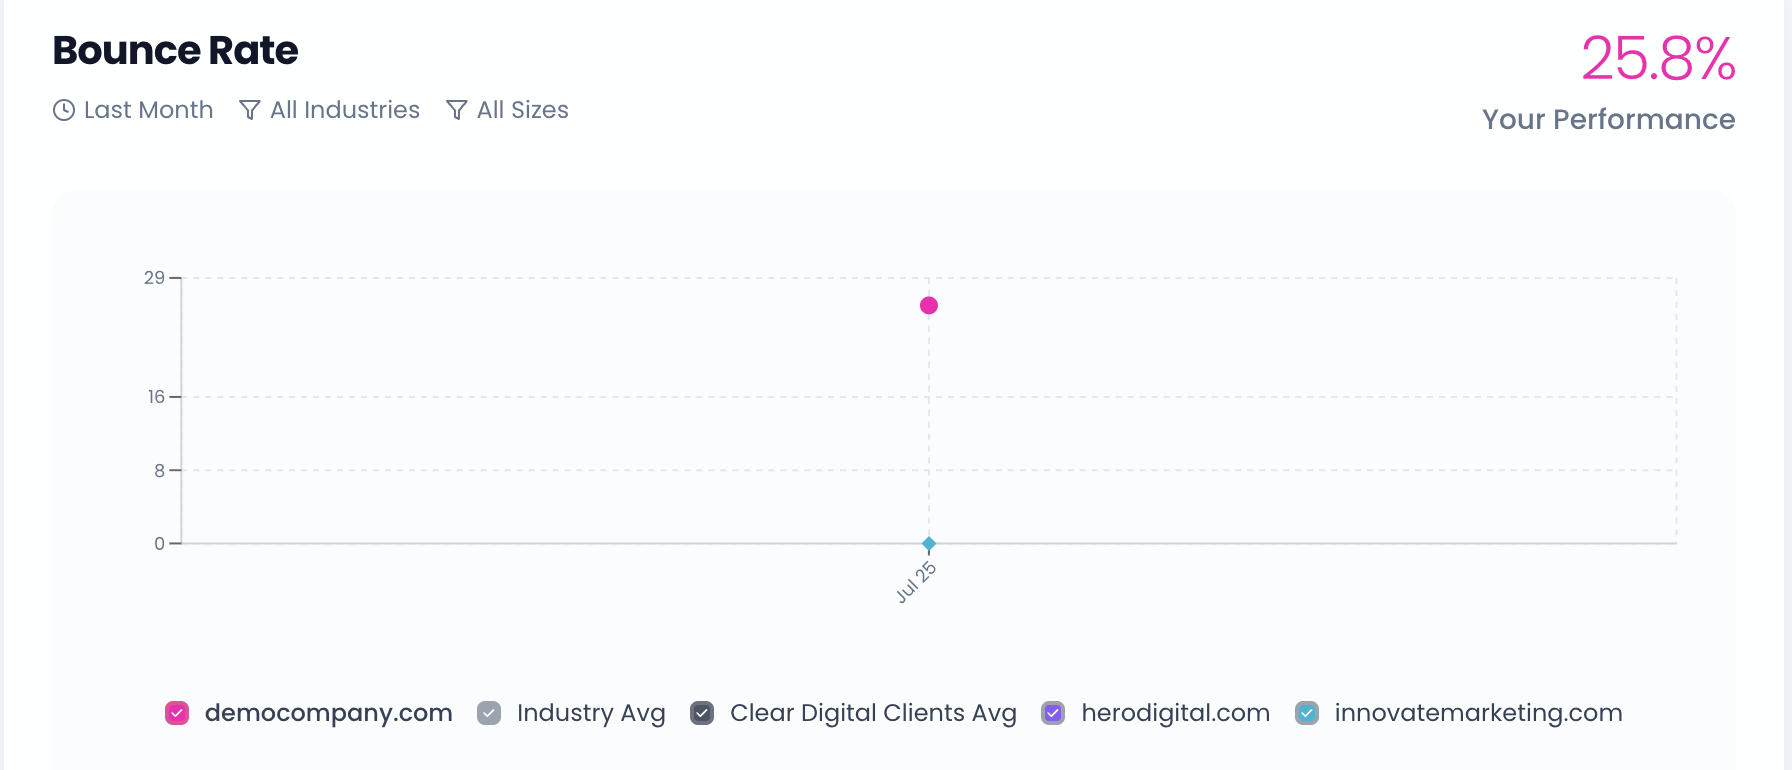 Bounce Rate
25.8%
Last Month All Industries All Sizes
Your Performance
29
16
8
0
Jul 25
democompany.com Industry Avg Clear Digital Clients Avg herodigital.com innovatemarketing.com